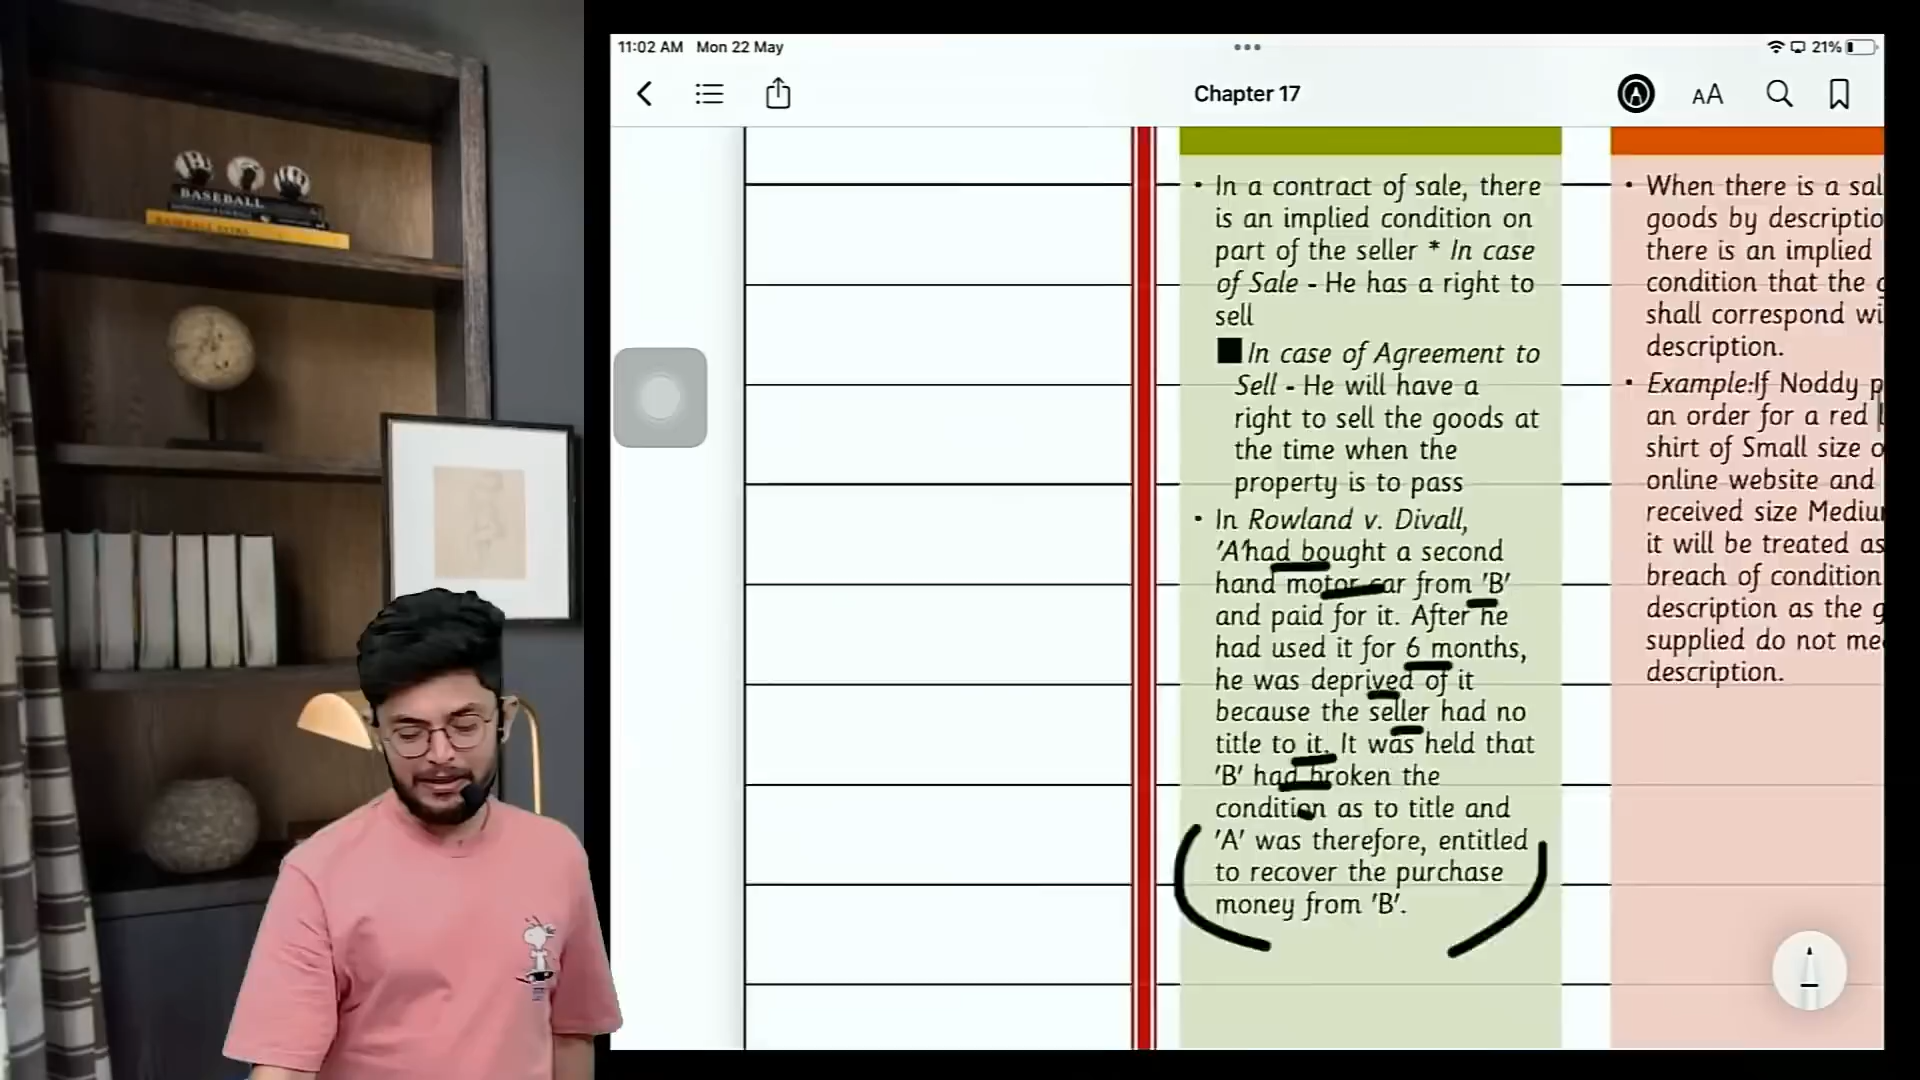 BASEBALL
11:02 AM Mon 22 May
21%
Chapter 17
AA
• In a contract of sale, there
is an implied condition on
part of the seller * In case
of Sale - He has a right to
sell
In case of Agreement to
Sell - He will have a
right to sell the goods at
the time when the
property is to pass
• In Rowland v. Divall,
'A'had bought a second
hand motor car from 'B'
and paid for it. After he
had used it for 6 months,
he was deprived of it
because the seller had no
title to it. It was held that
'B' had broken the
condition as to title and
'A' was therefore, entitled
to recover the purchase
money from 'B'.
• When there is a sal
goods by descriptio
there is an implied
condition that the g
shall correspond wi
description.
• Example:If Noddy p
an order for a red
shirt of Small size o
online website and
received size Mediu
it will be treated as
breach of condition
description as the g
supplied do not me
description.